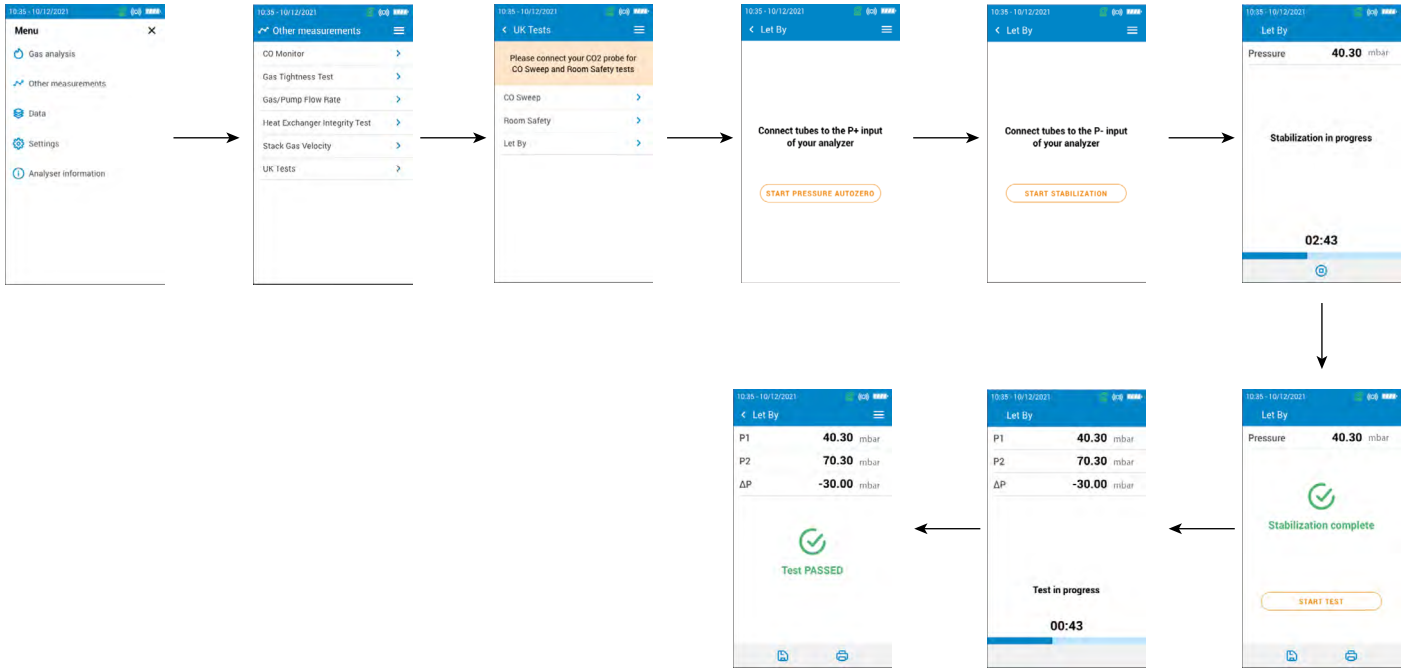 10:35 - 10/12/2021
Menu
Gas analysis
Other measurements
Data
Settings
Analyser information
10:35 - 10/12/2021
Other measurements
CO Monitor
Gas Tightness Test
Gas/Pump Flow Rate
Heat Exchanger Integrity Test
Stack Gas Velocity
UK Tests
10:35 - 10/12/2021
UK Tests
Please connect your CO2 probe for
CO Sweep and Room Safety tests
CO Sweep
Room Safety
Let By
10:35 - 10/12/2021
Let By
Connect tubes to the P+ input
of your analyzer
START PRESSURE AUTOZERO
10:35 - 10/12/2021
Let By
Connect tubes to the P- input
of your analyzer
START STABILIZATION
10:35 - 10/12/2021
Let By
Pressure 40.30 mbar
Stabilization in progress
02:43
10:35 - 10/12/2021
Let By
Pressure 40.30 mbar
Stabilization complete
START TEST
10:35 - 10/12/2021
Let By
P1 40.30 mbar
P2 70.30 mbar
ΔP -30.00 mbar
Test in progress
00:43
10:35 - 10/12/2021
Let By
P1 40.30 mbar
P2 70.30 mbar
ΔP -30.00 mbar
Test PASSED